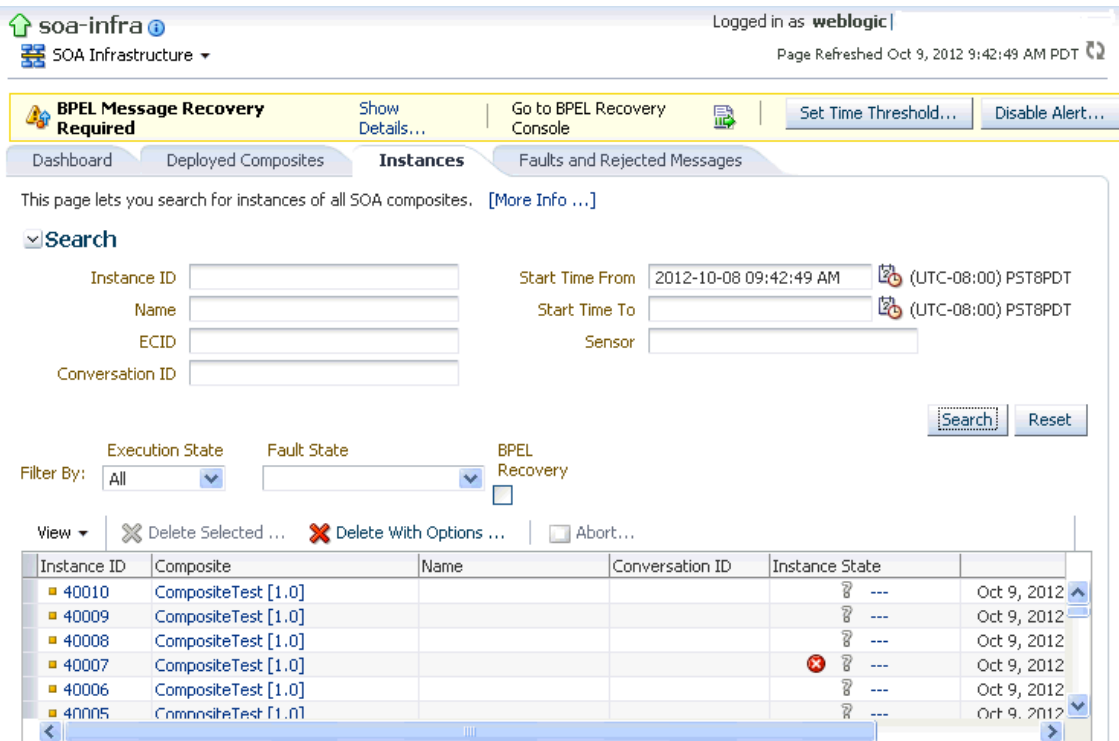 soa-infra
Logged in as weblogic|
SOA Infrastructure
Page Refreshed Oct 9, 2012 9:42:49 AM PDT
BPEL Message Recovery Required
Show Details...
Go to BPEL Recovery Console
Set Time Threshold...
Disable Alert...
Dashboard
Deployed Composites
Instances
Faults and Rejected Messages
This page lets you search for instances of all SOA composites. [More Info ...]
Search
Instance ID
Start Time From 2012-10-08 09:42:49 AM (UTC-08:00) PST8PDT
Name
Start Time To (UTC-08:00) PST8PDT
ECID
Sensor
Conversation ID
Search
Reset
Execution State
Fault State
BPEL Recovery
Filter By:
All
View
Delete Selected ...
Delete With Options ...
Abort...
Instance ID Composite Name Conversation ID Instance State
40010 CompositeTest [1.0] ? --- Oct 9, 2012
40009 CompositeTest [1.0] ? --- Oct 9, 2012
40008 CompositeTest [1.0] ? --- Oct 9, 2012
40007 CompositeTest [1.0] ? --- Oct 9, 2012
40006 CompositeTest [1.0] ? --- Oct 9, 2012
40005 CompositeTest [1.0] ? --- Oct 9, 2012